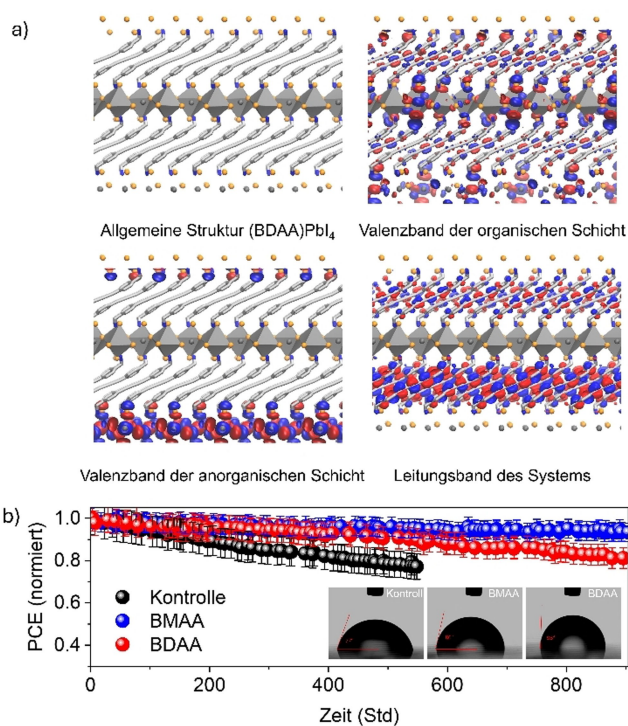 a)
Allgemeine Struktur (BDAA)PbI₄
Valenzband der organischen Schicht
Valenzband der anorganischen Schicht
Leitungsband des Systems
b)
1.0
0.8
0.6
0.4
PCE (normiert)
Kontrolle
BMAA
BDAA
Kontroll
BMAA
BDAA
0
200
400
600
800
Zeit (Std)